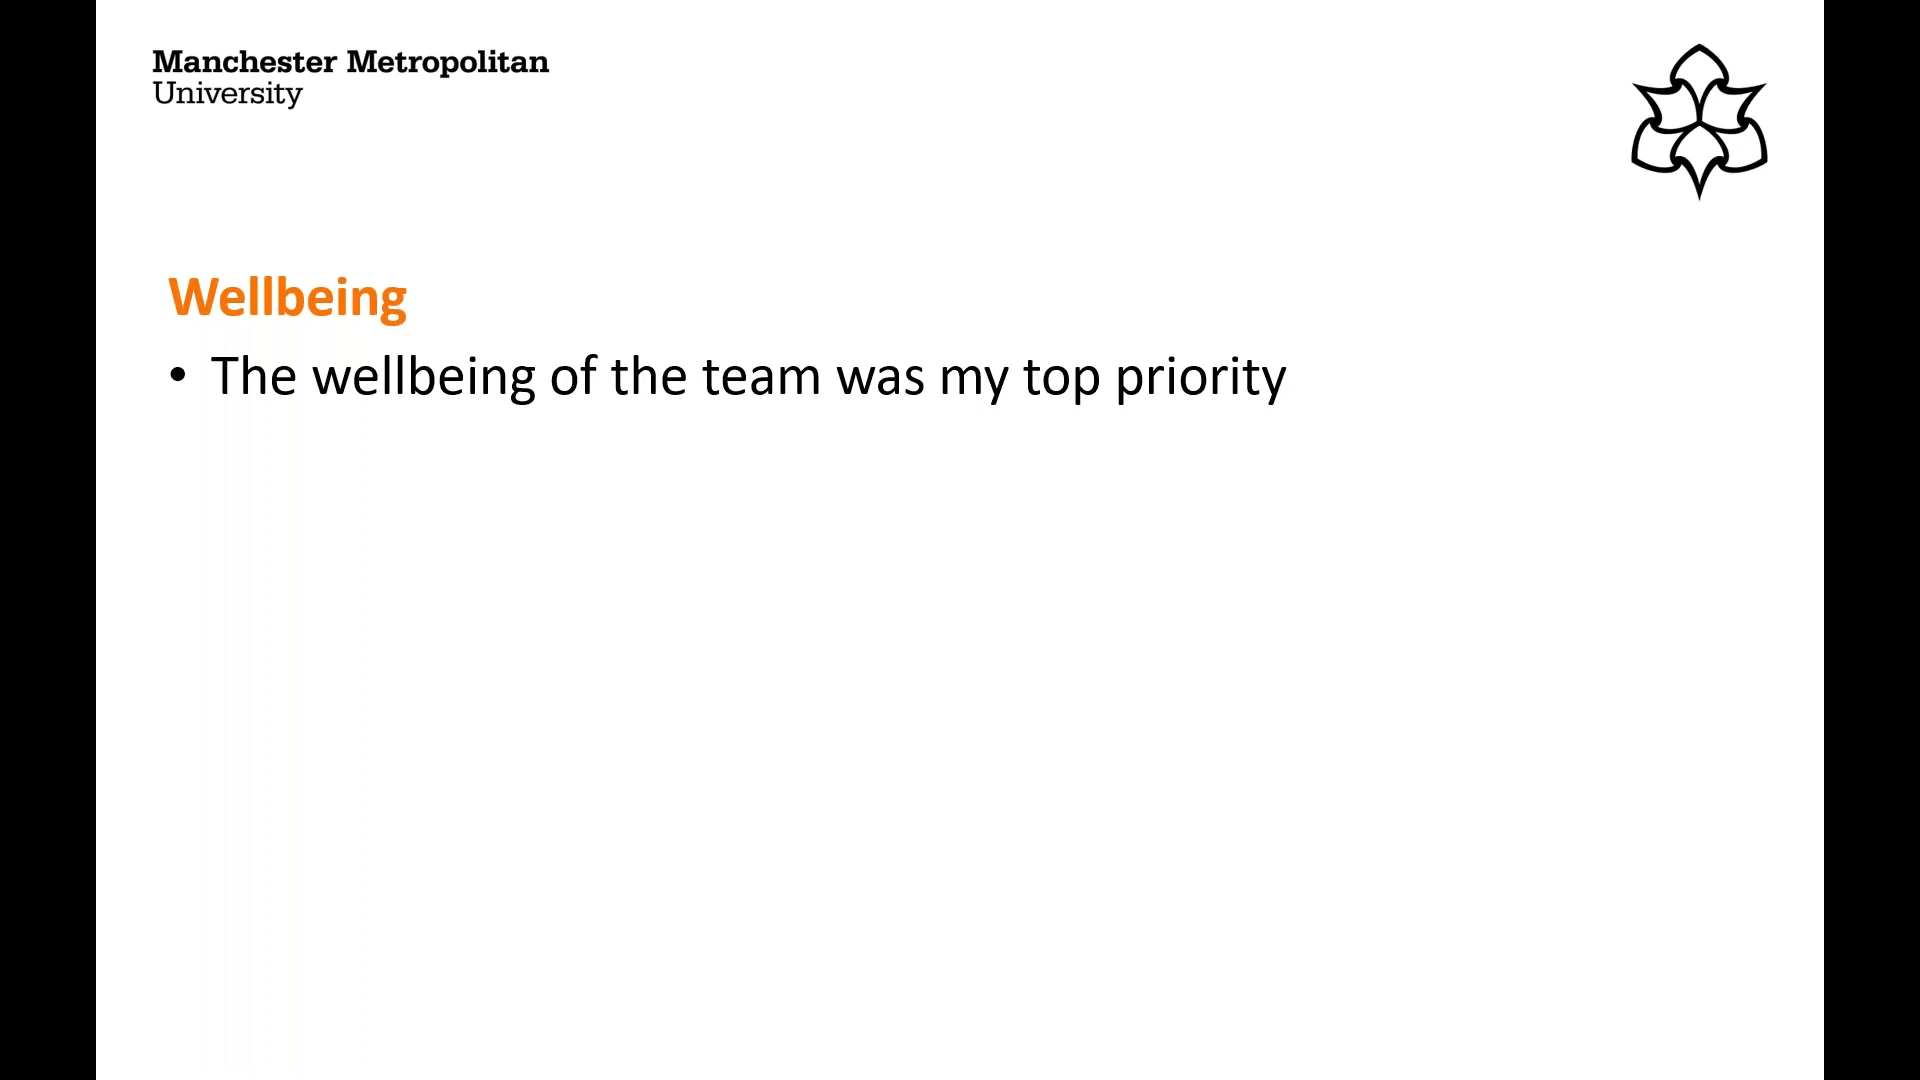 Manchester Metropolitan
University
Wellbeing
• The wellbeing of the team was my top priority